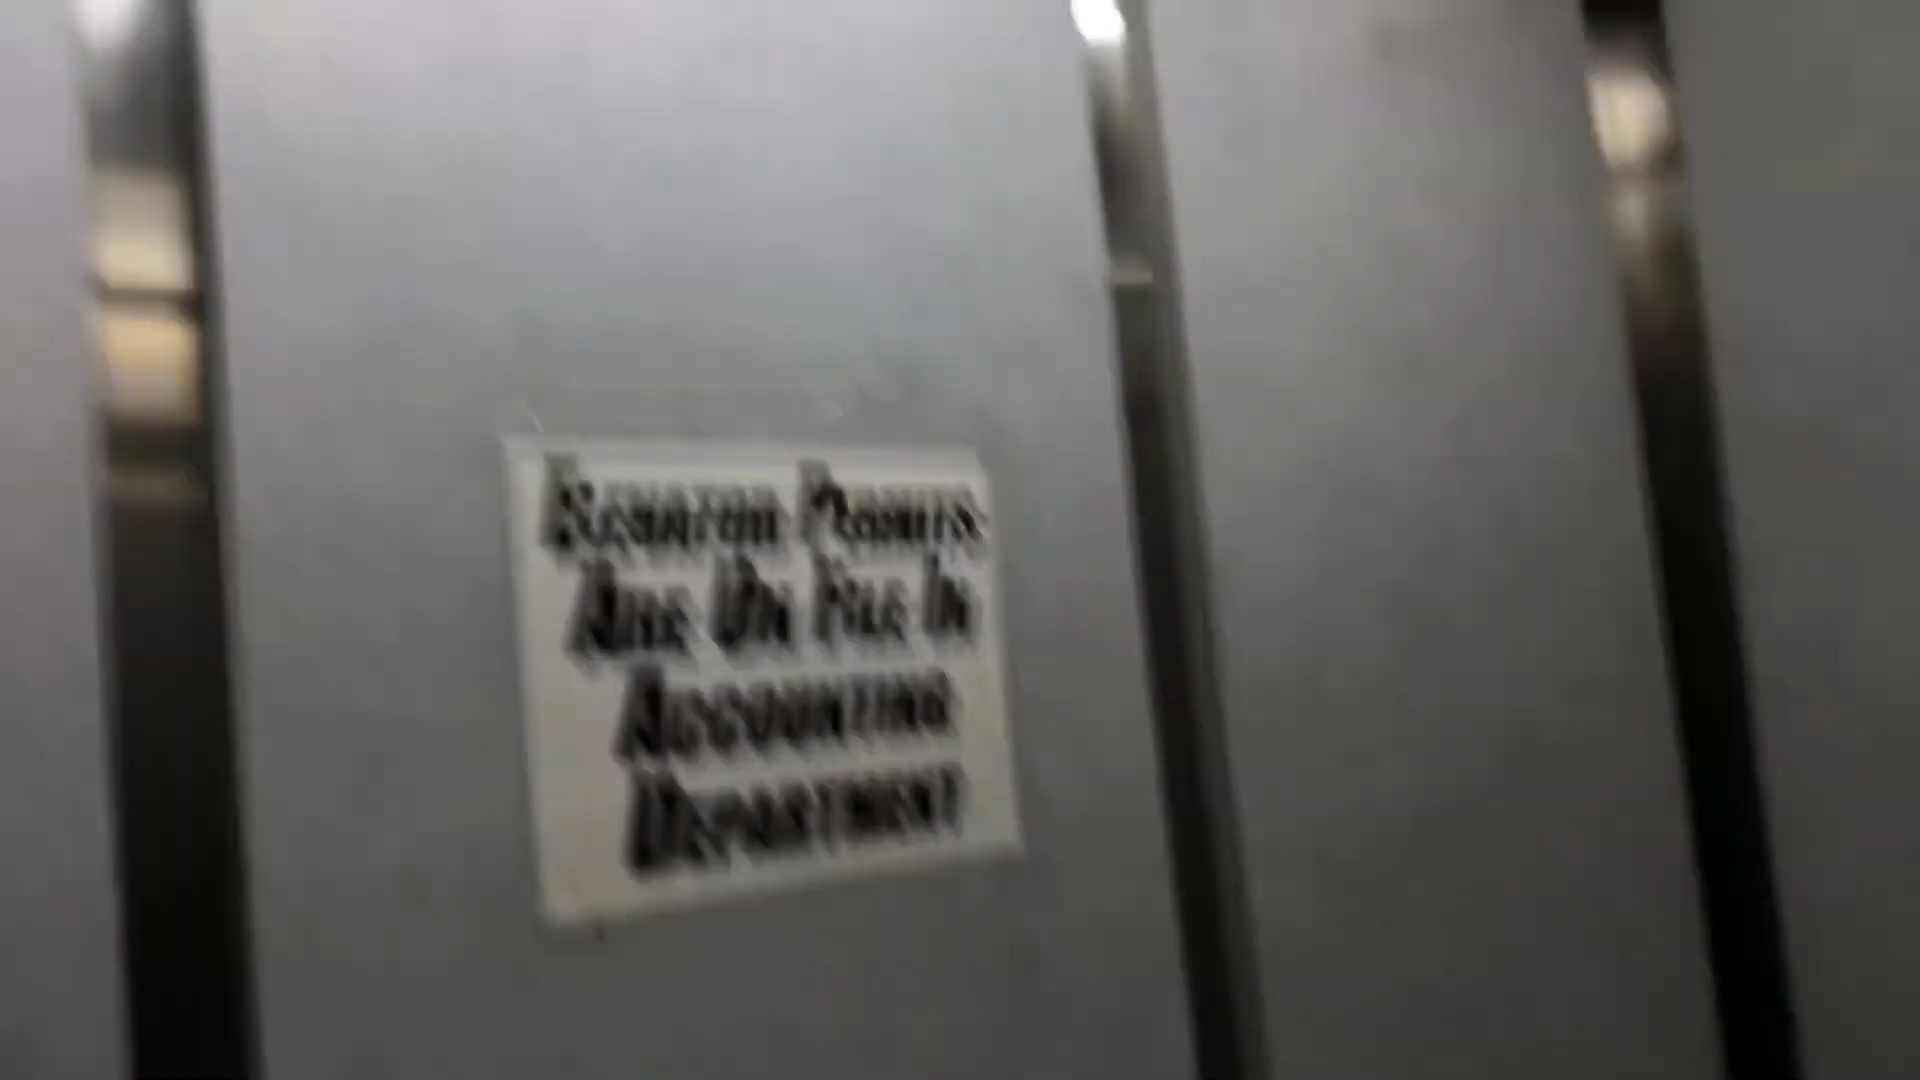 Elevator Permits
Are On File In
Accounting
Department